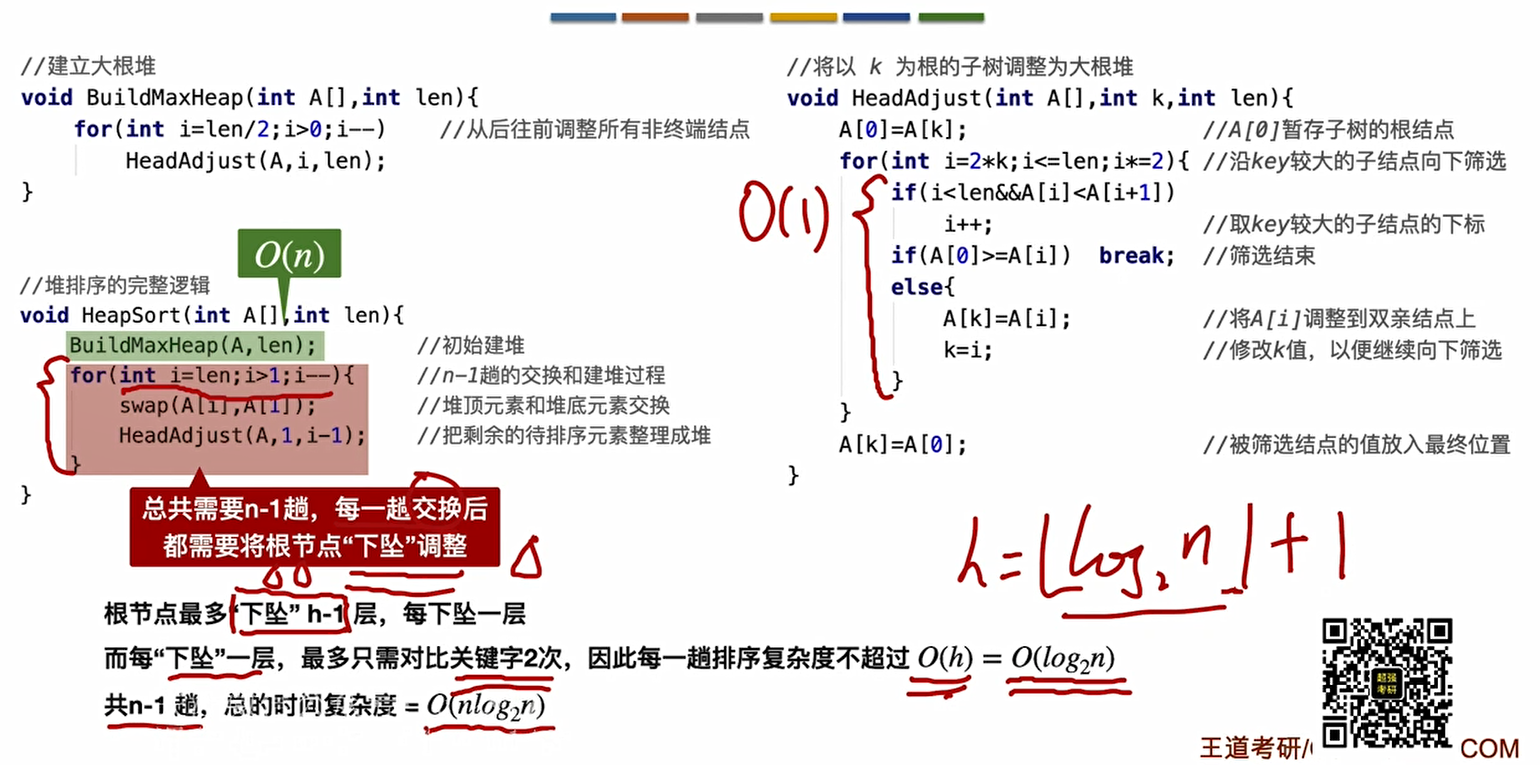 //建立大根堆
void BuildMaxHeap(int A[],int len){
for(int i=len/2;i>0;i--) //从后往前调整所有非终端结点
HeadAdjust(A,i,len);
}
O(n)
//堆排序的完整逻辑
void HeapSort(int A[],int len){
BuildMaxHeap(A,len); //初始建堆
for(int i=len;i>1;i--){ //n-1趟的交换和建堆过程
swap(A[i],A[1]); //堆顶元素和堆底元素交换
HeadAdjust(A,1,i-1); //把剩余的待排序元素整理成堆
}
}
总共需要n-1趟，每一趟交换后
都需要将根节点“下坠”调整
//将以 k 为根的子树调整为大根堆
void HeadAdjust(int A[],int k,int len){
A[0]=A[k]; //A[0]暂存子树的根结点
for(int i=2*k;i<=len;i*=2){ //沿key较大的子结点向下筛选
O(1)
if(i<len&&A[i]<A[i+1])
i++; //取key较大的子结点的下标
if(A[0]>=A[i]) break; //筛选结束
else{
A[k]=A[i]; //将A[i]调整到双亲结点上
k=i; //修改k值，以便继续向下筛选
}
}
A[k]=A[0]; //被筛选结点的值放入最终位置
}
h=⌊log₂n⌋+1
根节点最多“下坠” h-1 层，每下坠一层
而每“下坠”一层，最多只需对比关键字2次，因此每一趟排序复杂度不超过 O(h) = O(log₂n)
共n-1 趟，总的时间复杂度 = O(nlog₂n)
超强
考研
王道考研/
COM